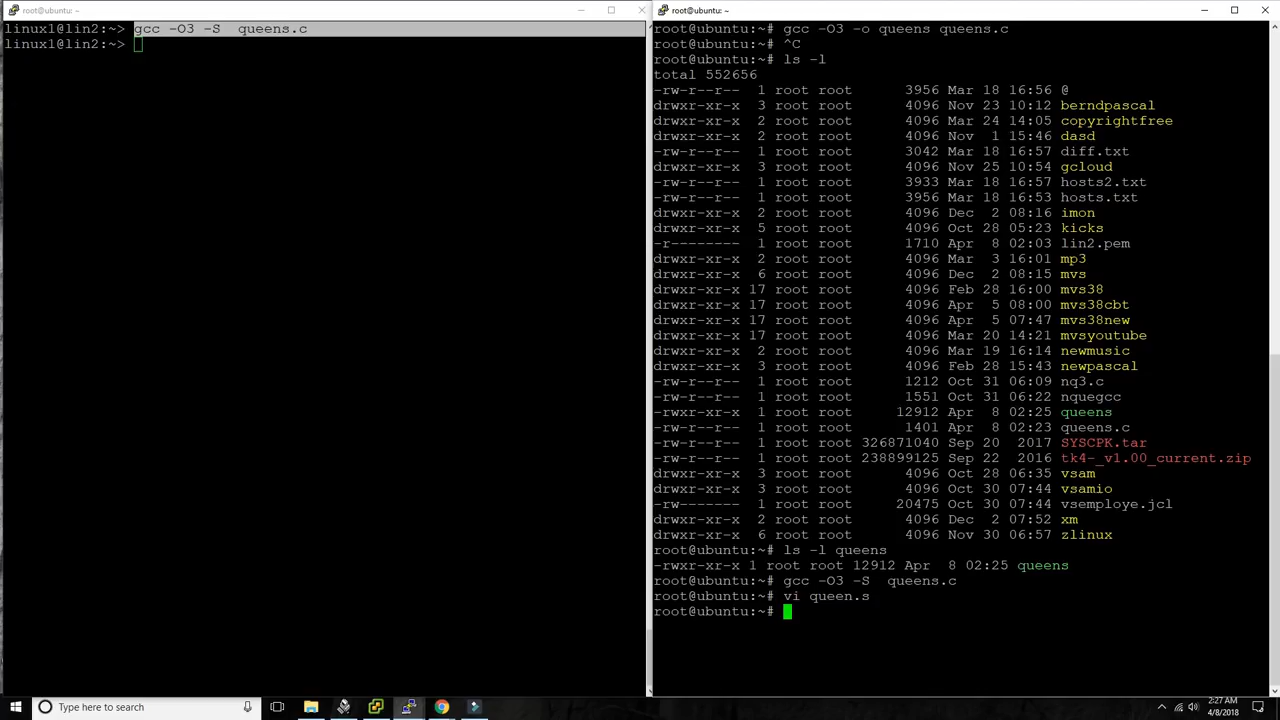 root@ubuntu: ~
linux1@lin2:~> gcc -O3 -S  queens.c
linux1@lin2:~>
root@ubuntu: ~
root@ubuntu:~# gcc -O3 -o queens queens.c
root@ubuntu:~# ^C
root@ubuntu:~# ls -l
total 552656
-rw-r--r--  1 root root      3956 Mar 18 16:56 @
drwxr-xr-x  3 root root      4096 Nov 23 10:12 berndpascal
drwxr-xr-x  2 root root      4096 Mar 24 14:05 copyrightfree
drwxr-xr-x  2 root root      4096 Nov  1 15:46 dasd
-rw-r--r--  1 root root      3042 Mar 18 16:57 diff.txt
drwxr-xr-x  3 root root      4096 Nov 25 10:54 gcloud
-rw-r--r--  1 root root      3933 Mar 18 16:57 hosts2.txt
-rw-r--r--  1 root root      3956 Mar 18 16:53 hosts.txt
drwxr-xr-x  2 root root      4096 Dec  2 08:16 imon
drwxr-xr-x  5 root root      4096 Oct 28 05:23 kicks
-r--------  1 root root      1710 Apr  8 02:03 lin2.pem
drwxr-xr-x  2 root root      4096 Mar  3 16:01 mp3
drwxr-xr-x  6 root root      4096 Dec  2 08:15 mvs
drwxr-xr-x 17 root root      4096 Feb 28 16:00 mvs38
drwxr-xr-x 17 root root      4096 Apr  5 08:00 mvs38cbt
drwxr-xr-x 17 root root      4096 Apr  5 07:47 mvs38new
drwxr-xr-x 17 root root      4096 Mar 20 14:21 mvsyoutube
drwxr-xr-x  2 root root      4096 Mar 19 16:14 newmusic
drwxr-xr-x  3 root root      4096 Feb 28 15:43 newpascal
-rw-r--r--  1 root root      1212 Oct 31 06:09 nq3.c
-rw-r--r--  1 root root      1551 Oct 31 06:22 nquegcc
-rwxr-xr-x  1 root root     12912 Apr  8 02:25 queens
-rw-r--r--  1 root root      1401 Apr  8 02:23 queens.c
-rw-r--r--  1 root root 326871040 Sep 20  2017 SYSCPK.tar
-rw-r--r--  1 root root 238899125 Sep 22  2016 tk4-_v1.00_current.zip
drwxr-xr-x  3 root root      4096 Oct 28 06:35 vsam
drwxr-xr-x  3 root root      4096 Oct 30 07:44 vsamio
-rw-r--r--  1 root root     20475 Oct 30 07:44 vsemploye.jcl
drwxr-xr-x  2 root root      4096 Dec  2 07:52 xm
drwxr-xr-x  6 root root      4096 Nov 30 06:57 zlinux
root@ubuntu:~# ls -l queens
-rwxr-xr-x 1 root root 12912 Apr  8 02:25 queens
root@ubuntu:~# gcc -O3 -S  queens.c
root@ubuntu:~# vi queen.s
root@ubuntu:~#
Type here to search
2:27 AM
4/8/2018